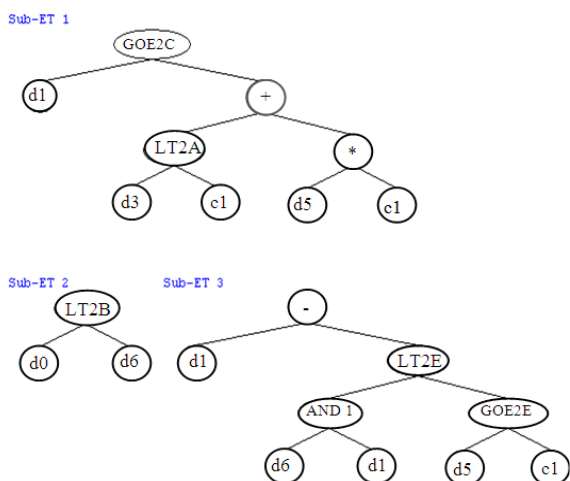 Sub-ET 1
GOE2C
d1 +
LT2A *
d3 c1 d5 c1
Sub-ET 2 Sub-ET 3
LT2B -
d0 d6 d1 LT2E
AND 1 GOE2E
d6 d1 d5 c1